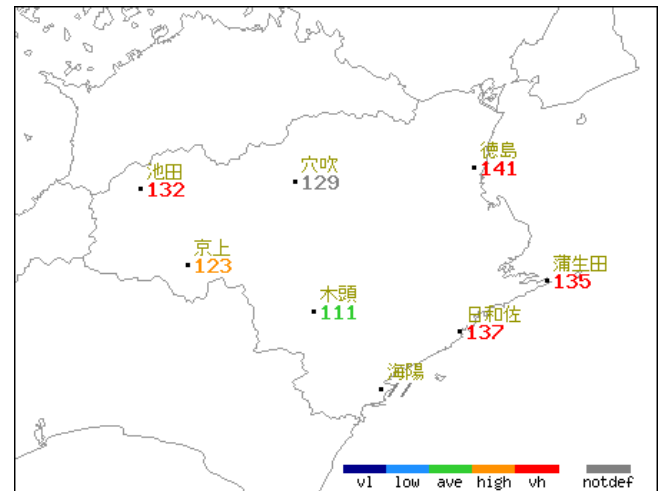 徳島
141
穴吹
129
池田
132
京上
123
蒲生田
135
木頭
111
日和佐
137
海陽
vl low ave high vh notdef